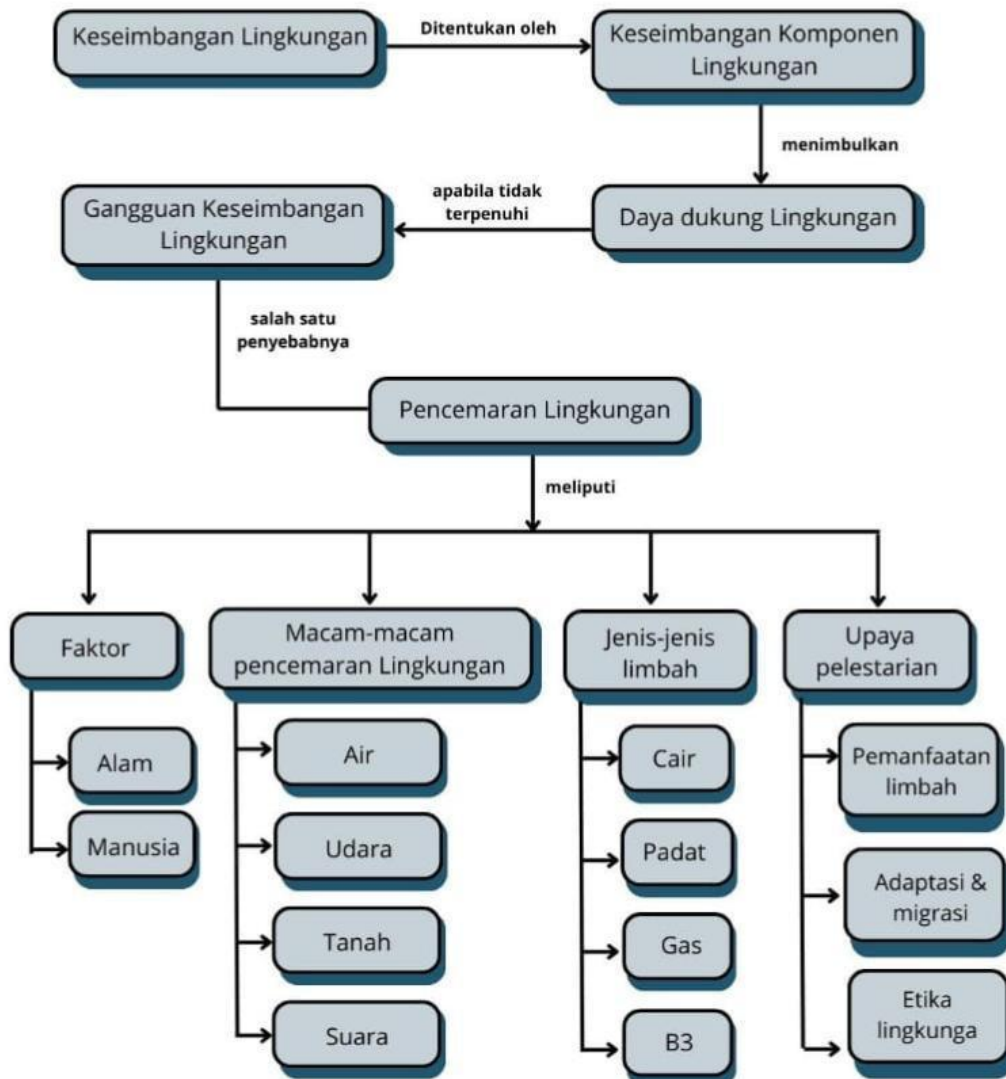 Keseimbangan Lingkungan
Ditentukan oleh
Keseimbangan Komponen
Lingkungan
menimbulkan
Gangguan Keseimbangan
Lingkungan
apabila tidak
terpenuhi
Daya dukung Lingkungan
salah satu
penyebabnya
Pencemaran Lingkungan
meliputi
Faktor
Alam
Manusia
Macam-macam
pencemaran Lingkungan
Air
Udara
Tanah
Suara
Jenis-jenis
limbah
Cair
Padat
Gas
B3
Upaya
pelestarian
Pemanfaatan
limbah
Adaptasi &
migrasi
Etika
lingkunga